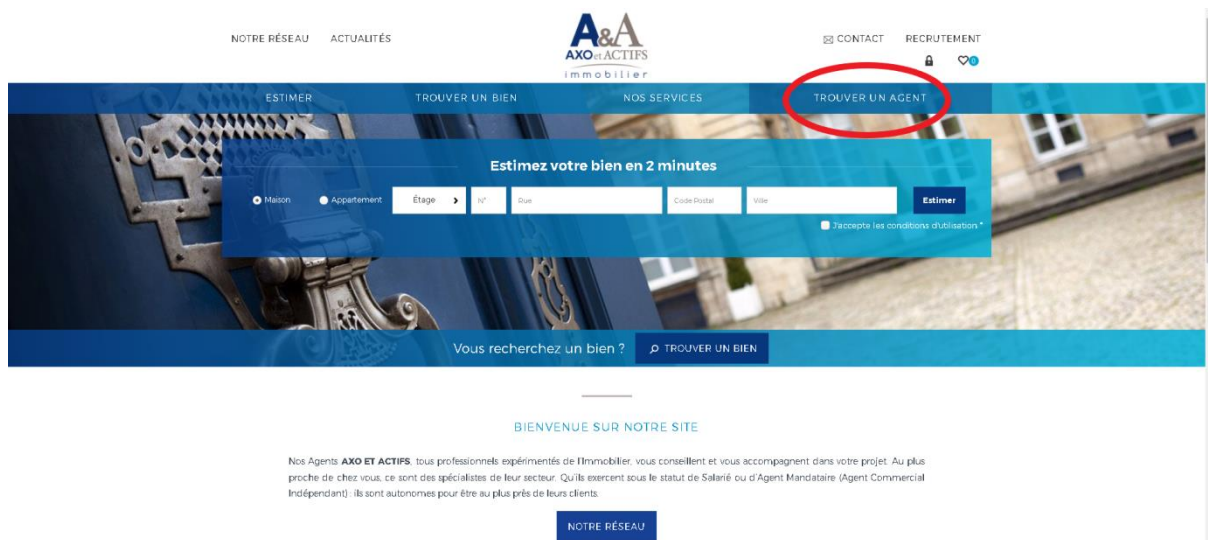 NOTRE RÉSEAU ACTUALITÉS
A&A
AXO et ACTIFS
immobilier
CONTACT RECRUTEMENT
0
ESTIMER TROUVER UN BIEN NOS SERVICES TROUVER UN AGENT
Estimez votre bien en 2 minutes
Maison Appartement Étage N° Rue Code Postal Ville Estimer
J'accepte les conditions d'utilisation *
Vous recherchez un bien ? TROUVER UN BIEN
BIENVENUE SUR NOTRE SITE
Nos Agents AXO ET ACTIFS, tous professionnels expérimentés de l'Immobilier, vous conseillent et vous accompagnent dans votre projet. Au plus
proche de chez vous, ce sont des spécialistes de leur secteur. Qu'ils exercent sous le statut de Salarié ou d'Agent Mandataire (Agent Commercial
Indépendant) : ils sont autonomes pour être au plus près de leurs clients.
NOTRE RÉSEAU